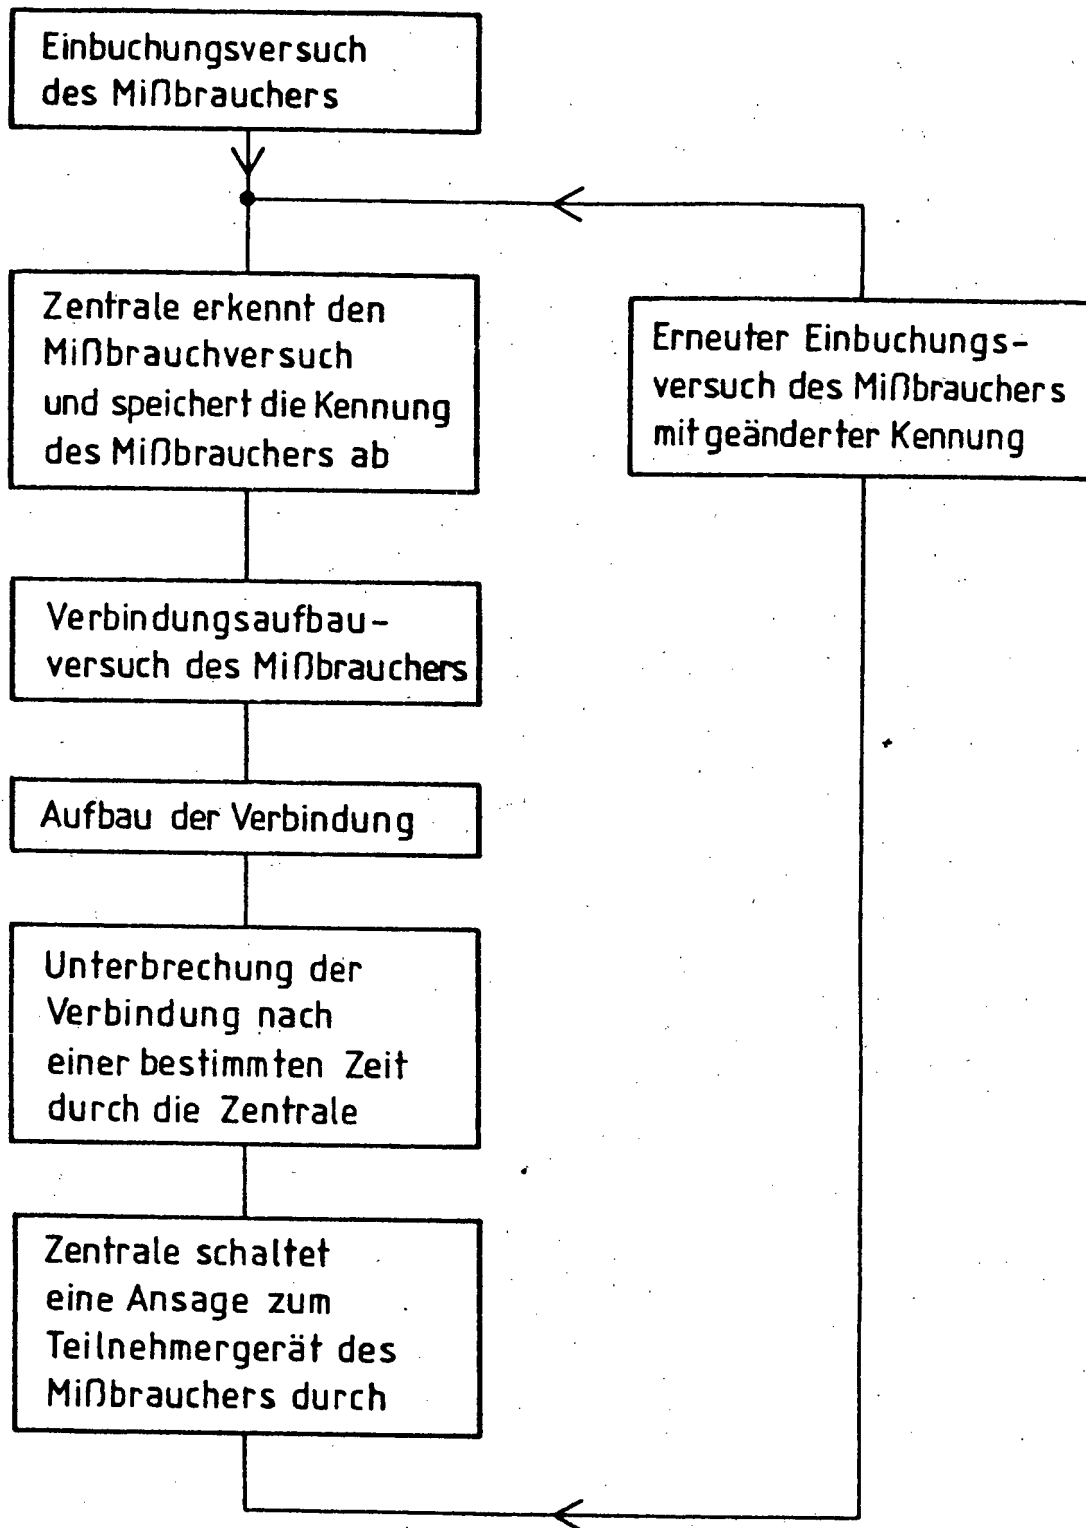 Einbuchungsversuch
des Mißbrauchers
Zentrale erkennt den
Mißbrauchversuch
und speichert die Kennung
des Mißbrauchers ab
Erneuter Einbuchungs-
versuch des Mißbrauchers
mit geänderter Kennung
Verbindungsaufbau-
versuch des Mißbrauchers
Aufbau der Verbindung
Unterbrechung der
Verbindung nach
einer bestimmten Zeit
durch die Zentrale
Zentrale schaltet
eine Ansage zum
Teilnehmergerät des
Mißbrauchers durch